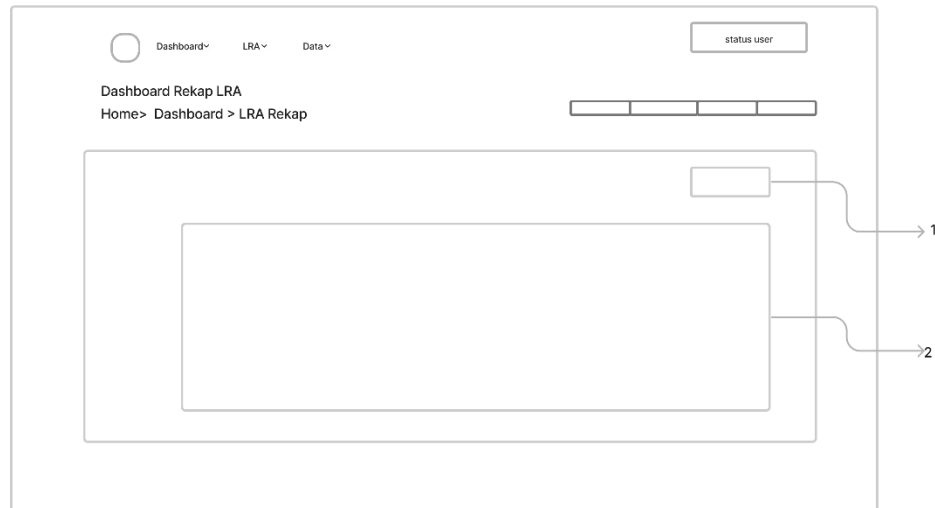 Dashboard LRA Data status user
Dashboard Rekap LRA
Home> Dashboard > LRA Rekap
1
2